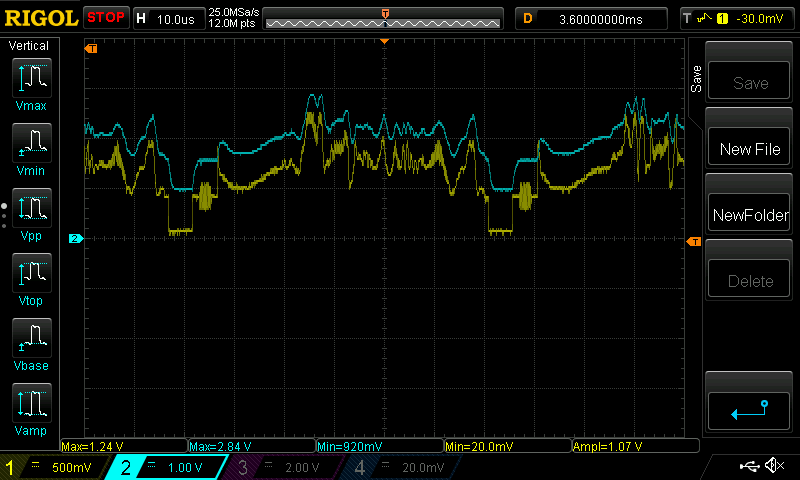 RIGOL STOP H 10.0us 25.0MSa/s D 3.60000000ms T 1 -30.0mV
12.0M pts
Vertical
T
T
Save
Save
Vmax
New File
Vmin
NewFolder
Vpp
2
T
Delete
Vtop
Vbase
Vamp
Max=1.24 V Max=2.84 V Min=920mV Min=20.0mV Ampl=1.07 V
1 500mV 2 1.00 V 3 2.00 V 4 20.0mV